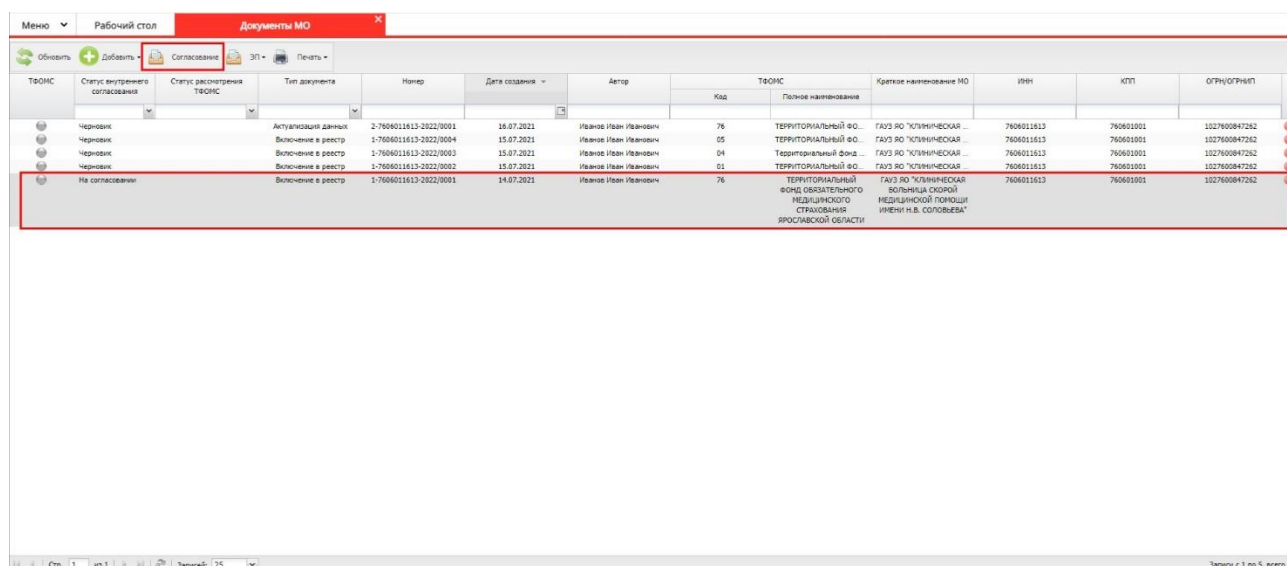 Меню Рабочий стол Документы МО
Обновить Добавить Согласование ЭП Печать
ТФОМС Статус внутреннего согласования Статус рассмотрения ТФОМС Тип документа Номер Дата создания Автор ТФОМС Краткое наименование МО ИНН КПП ОГРН/ОГРНИП
Код Полное наименование
Черновик Актуализация данных 2-7606011613-2022/0001 16.07.2021 Иванов Иван Иванович 76 ТЕРРИТОРИАЛЬНЫЙ ФО... ГАУЗ ЯО "КЛИНИЧЕСКАЯ ... 7606011613 760601001 1027600847262
Черновик Включение в реестр 1-7606011613-2022/0004 15.07.2021 Иванов Иван Иванович 05 ТЕРРИТОРИАЛЬНЫЙ ФО... ГАУЗ ЯО "КЛИНИЧЕСКАЯ ... 7606011613 760601001 1027600847262
Черновик Включение в реестр 1-7606011613-2022/0003 15.07.2021 Иванов Иван Иванович 04 Территориальный фонд ... ГАУЗ ЯО "КЛИНИЧЕСКАЯ ... 7606011613 760601001 1027600847262
Черновик Включение в реестр 1-7606011613-2022/0002 15.07.2021 Иванов Иван Иванович 01 ТЕРРИТОРИАЛЬНЫЙ ФО... ГАУЗ ЯО "КЛИНИЧЕСКАЯ ... 7606011613 760601001 1027600847262
На согласовании Включение в реестр 1-7606011613-2022/0001 14.07.2021 Иванов Иван Иванович 76 ТЕРРИТОРИАЛЬНЫЙ ГАУЗ ЯО "КЛИНИЧЕСКАЯ 7606011613 760601001 1027600847262
ФОНД ОБЯЗАТЕЛЬНОГО БОЛЬНИЦА СКОРОЙ
МЕДИЦИНСКОГО МЕДИЦИНСКОЙ ПОМОЩИ
СТРАХОВАНИЯ ИМЕНИ Н.В. СОЛОВЬЕВА"
ЯРОСЛАВСКОЙ ОБЛАСТИ
Стр. 1 из 1 Записей: 25 Записи с 1 по 5, всего